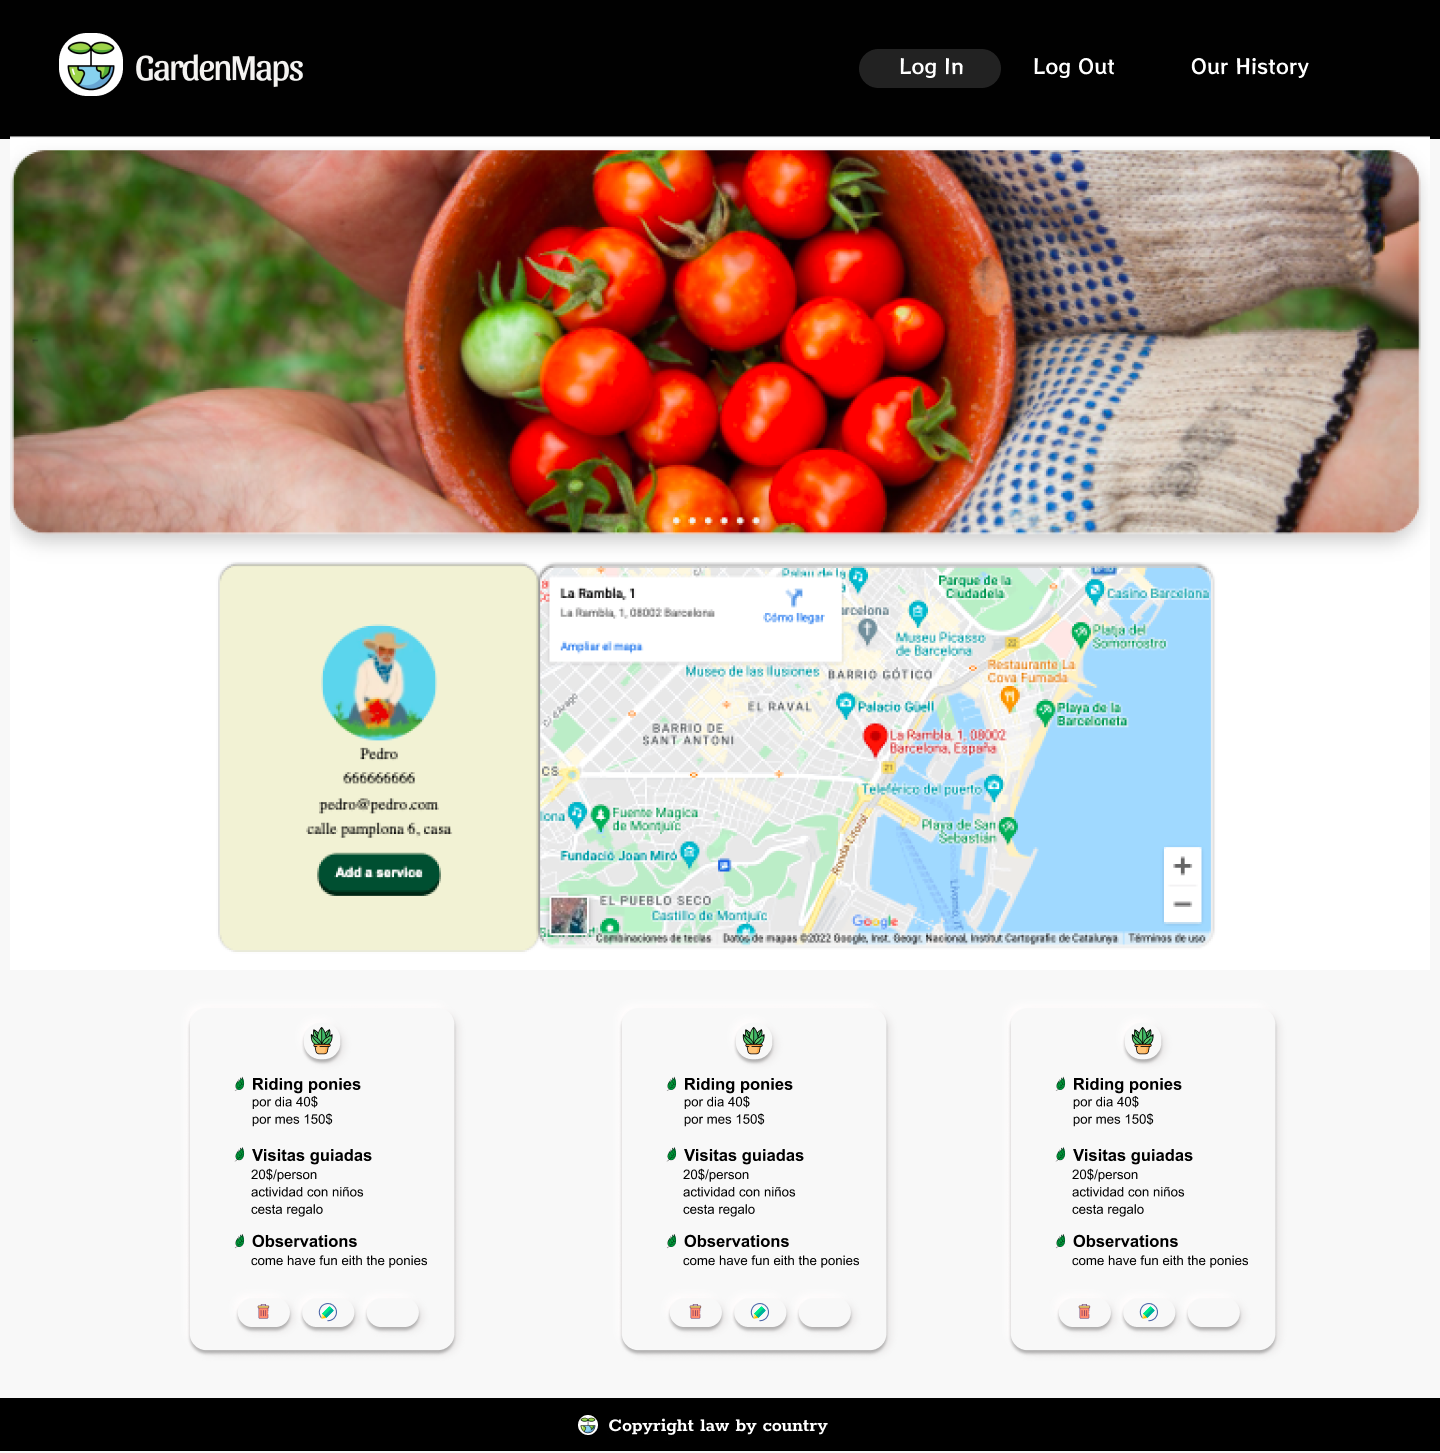 GardenMaps
Log In
Log Out
Our History
Pedro
666666666
pedro@pedro.com
calle pamplona 6, casa
Add a service
La Rambla, 1
La Rambla, 1, 08002 Barcelona
Cómo llegar
Ampliar el mapa
Palau de la
Parque de la
Ciudadela
Casino Barcelona
Museu Picasso
de Barcelona
Platja del
Somorrostro
22
Restaurante La
Cova Fumada
Museo de las Ilusiones
BARRIO GÓTICO
EL RAVAL
Palacio Güell
Playa de la
Barceloneta
BARRIO DE
SANT ANTONI
La Rambla, 1, 08002
Barcelona, España
21
CS
Teleférico del puerto
Fuente Magica
de Montjuïc
Playa de San
Sebastián
Ronda Litoral
Fundació Joan Miró
EL PUEBLO SECO
Castillo de Montjuïc
Google
Combinaciones de teclas
Datos de mapas ©2022 Google, Inst. Geogr. Nacional, Institut Cartogràfic de Catalunya
Términos de uso
Riding ponies
por dia 40$
por mes 150$
Visitas guiadas
20$/person
actividad con niños
cesta regalo
Observations
come have fun eith the ponies
Riding ponies
por dia 40$
por mes 150$
Visitas guiadas
20$/person
actividad con niños
cesta regalo
Observations
come have fun eith the ponies
Riding ponies
por dia 40$
por mes 150$
Visitas guiadas
20$/person
actividad con niños
cesta regalo
Observations
come have fun eith the ponies
Copyright law by country